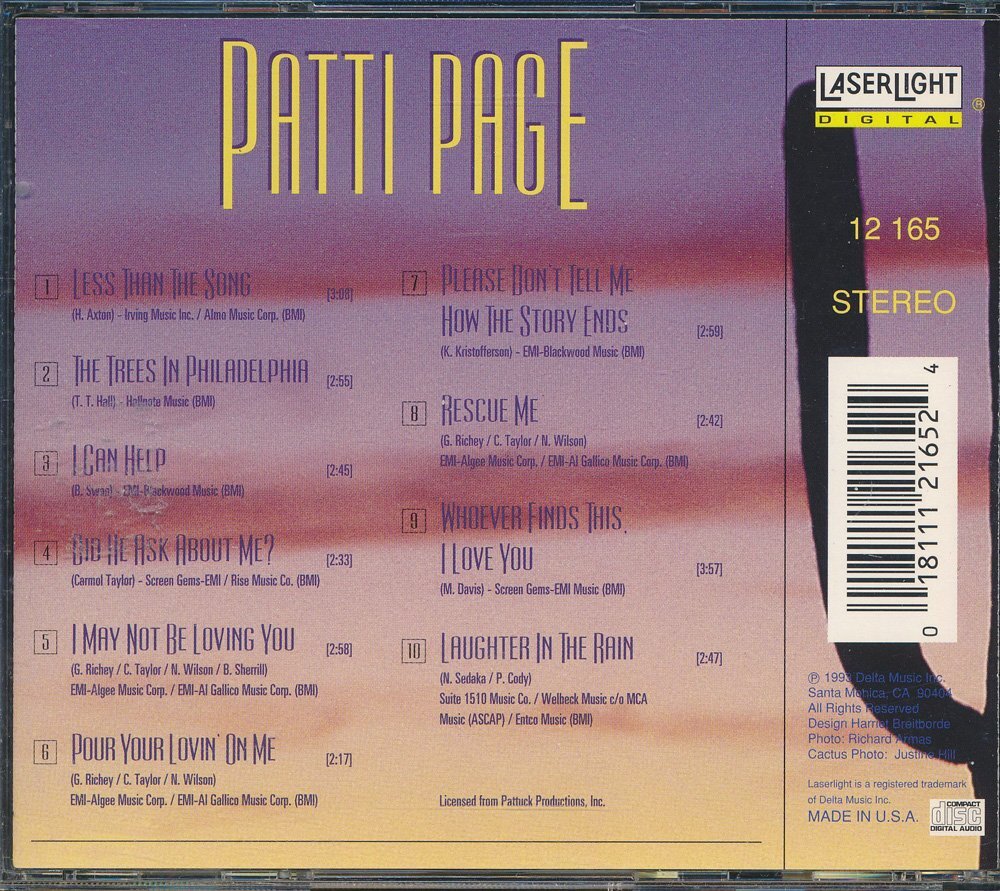 PATTI PAGE
1 LESS THAN THE SONG [3:08]
(H. Axton) - Irving Music Inc. / Almo Music Corp. (BMI)
2 THE TREES IN PHILADELPHIA [2:55]
(T. T. Hall) - Hallnote Music (BMI)
3 I CAN HELP [2:45]
(B. Swan) - EMI-Blackwood Music (BMI)
4 DID HE ASK ABOUT ME? [2:33]
(Carmol Taylor) - Screen Gems-EMI / Rise Music Co. (BMI)
5 I MAY NOT BE LOVING YOU [2:58]
(G. Richey / C. Taylor / N. Wilson / B. Sherrill)
EMI-Algee Music Corp. / EMI-Al Gallico Music Corp. (BMI)
6 POUR YOUR LOVIN' ON ME [2:17]
(G. Richey / C. Taylor / N. Wilson)
EMI-Algee Music Corp. / EMI-Al Gallico Music Corp. (BMI)
7 PLEASE DON'T TELL ME
HOW THE STORY ENDS [2:59]
(K. Kristofferson) - EMI-Blackwood Music (BMI)
8 RESCUE ME [2:42]
(G. Richey / C. Taylor / N. Wilson)
EMI-Algee Music Corp. / EMI-Al Gallico Music Corp. (BMI)
9 WHOEVER FINDS THIS,
I LOVE YOU [3:57]
(M. Davis) - Screen Gems-EMI Music (BMI)
10 LAUGHTER IN THE RAIN [2:47]
(N. Sedaka / P. Cody)
Suite 1510 Music Co. / Welbeck Music c/o MCA
Music (ASCAP) / Entco Music (BMI)
Licensed from Pattuck Productions, Inc.
LASERLIGHT ®
DIGITAL
12 165
STEREO
0 18111 21652 4
℗ 1993 Delta Music Inc.
Santa Monica, CA 90404
All Rights Reserved
Design Harriet Breitborde
Photo: Richard Armas
Cactus Photo: Justine Hill
Laserlight is a registered trademark
of Delta Music Inc.
MADE IN U.S.A.
COMPACT
disc
DIGITAL AUDIO